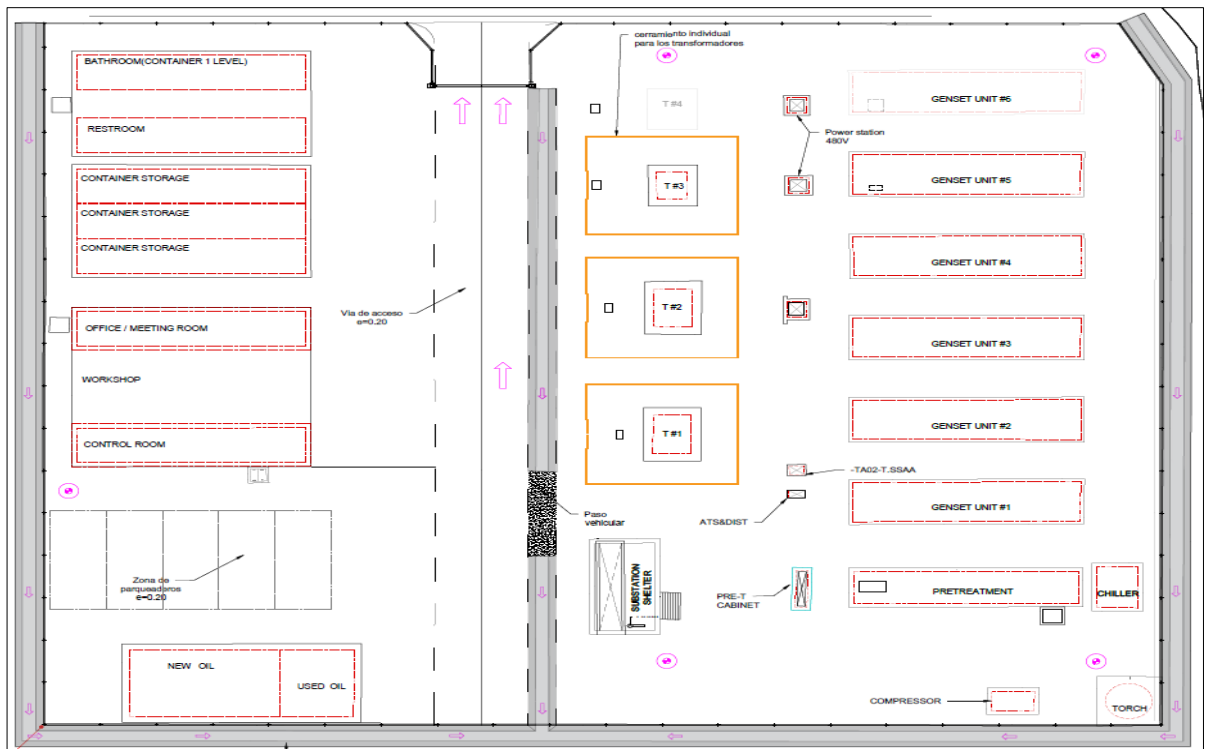 BATHROOM(CONTAINER 1 LEVEL)
RESTROOM
CONTAINER STORAGE
CONTAINER STORAGE
CONTAINER STORAGE
OFFICE / MEETING ROOM
WORKSHOP
CONTROL ROOM
Zona de
parqueaderos
e=0.20
NEW OIL
USED OIL
Vía de acceso
e=0.20
cerramiento individual
para los transformadores
T #4
T #3
T #2
T #1
Paso
vehicular
SUBSTATION
SHELTER
Power station
480V
-TA02-T.SSAA
ATS&DIST
PRE-T
CABINET
GENSET UNIT #6
GENSET UNIT #5
GENSET UNIT #4
GENSET UNIT #3
GENSET UNIT #2
GENSET UNIT #1
PRETREATMENT
CHILLER
COMPRESSOR
TORCH